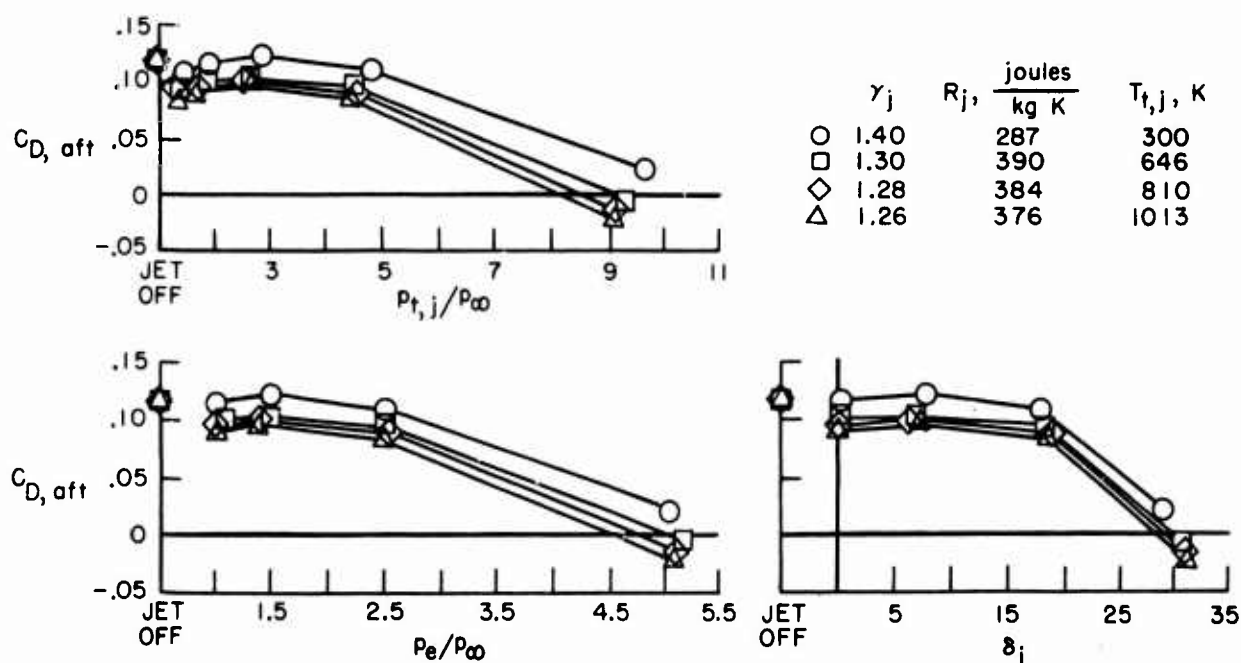 .15
.10
.05
0
-.05
C_D, aft
JET OFF
3
5
7
9
11
p_t,j/p_∞
γ_j R_j, joules/kg K T_t,j, K
○ 1.40 287 300
□ 1.30 390 646
◇ 1.28 384 810
△ 1.26 376 1013
.15
.10
.05
0
-.05
C_D, aft
JET OFF
1.5
2.5
3.5
4.5
5.5
p_e/p_∞
JET OFF
5
15
25
35
δ_j